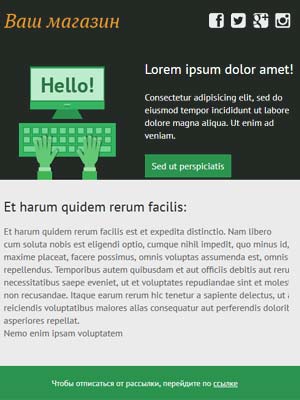 Ваш магазин
Hello!
Lorem ipsum dolor amet!
Consectetur adipisicing elit, sed do
eiusmod tempor incididunt ut labore
dolore magna aliqua. Ut enim ad
veniam.
Sed ut perspiciatis
Et harum quidem rerum facilis:
Et harum quidem rerum facilis est et expedita distinctio. Nam libero
cum soluta nobis est eligendi optio, cumque nihil impedit, quo minus id,
maxime placeat, facere possimus, omnis voluptas assumenda est, omnis
repellendus. Temporibus autem quibusdam et aut officiis debitis aut reru
necessitatibus saepe eveniet, ut et voluptates repudiandae sint et molest
non recusandae. Itaque earum rerum hic tenetur a sapiente delectus, ut a
reiciendis voluptatibus maiores alias consequatur aut perferendis dolorib
asperiores repellat.
Nemo enim ipsam voluptatem
Чтобы отписаться от рассылки, перейдите по ссылке